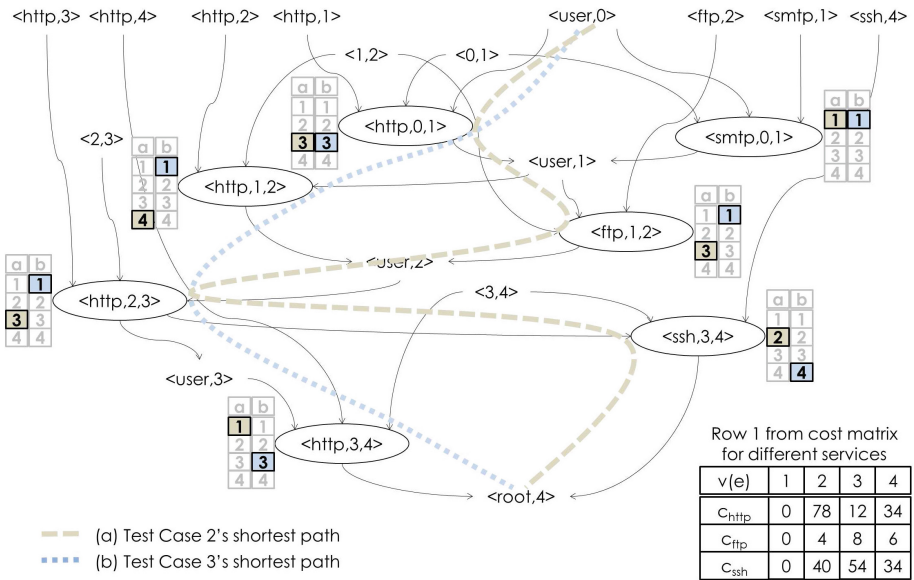 <http,3> <http,4> <http,2> <http,1> <user,0> <ftp,2> <smtp,1> <ssh,4>
<1,2> <0,1>
a b
1 1
2 2
3 3
4 4
<http,0,1>
<smtp,0,1>
a b
1 1
2 2
3 3
4 4
<2,3>
a b
1 1
2 2
3 3
4 4
<http,1,2>
<user,1>
<ftp,1,2>
a b
1 1
2 2
3 3
4 4
<user,2>
a b
1 1
2 2
3 3
4 4
<http,2,3>
<3,4>
<ssh,3,4>
a b
1 1
2 2
3 3
4 4
<user,3>
a b
1 1
2 2
3 3
4 4
<http,3,4>
<root,4>
Row 1 from cost matrix
for different services
v(e) 1 2 3 4
Chttp 0 78 12 34
Cftp 0 4 8 6
Cssh 0 40 54 34
(a) Test Case 2's shortest path
(b) Test Case 3's shortest path